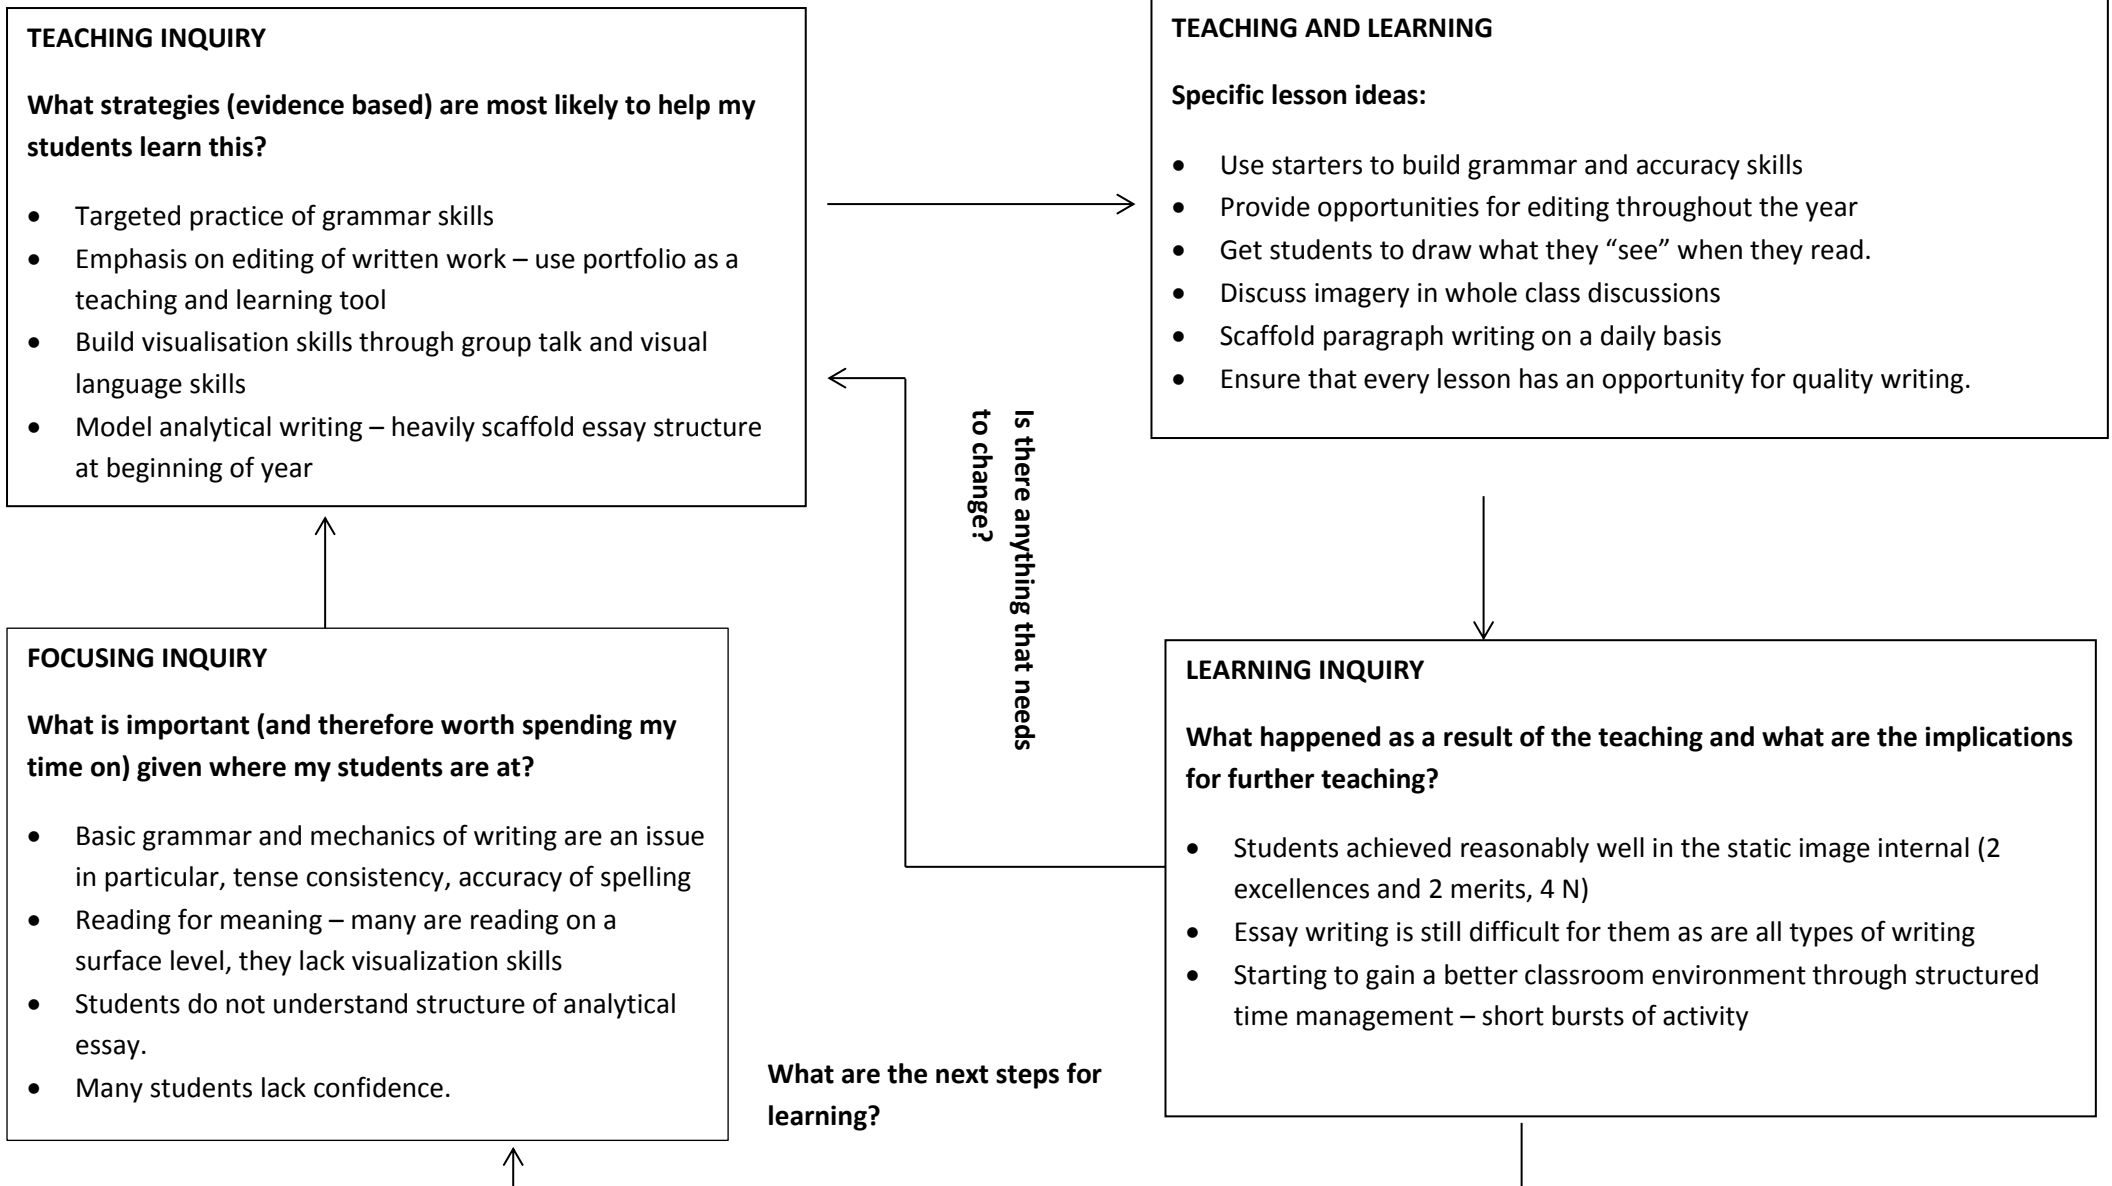 TEACHING INQUIRY
What strategies (evidence based) are most likely to help my
students learn this?
• Targeted practice of grammar skills
• Emphasis on editing of written work – use portfolio as a
teaching and learning tool
• Build visualisation skills through group talk and visual
language skills
• Model analytical writing – heavily scaffold essay structure
at beginning of year
TEACHING AND LEARNING
Specific lesson ideas:
• Use starters to build grammar and accuracy skills
• Provide opportunities for editing throughout the year
• Get students to draw what they “see” when they read.
• Discuss imagery in whole class discussions
• Scaffold paragraph writing on a daily basis
• Ensure that every lesson has an opportunity for quality writing.
Is there anything that needs
to change?
FOCUSING INQUIRY
What is important (and therefore worth spending my
time on) given where my students are at?
• Basic grammar and mechanics of writing are an issue
in particular, tense consistency, accuracy of spelling
• Reading for meaning – many are reading on a
surface level, they lack visualization skills
• Students do not understand structure of analytical
essay.
• Many students lack confidence.
What are the next steps for
learning?
LEARNING INQUIRY
What happened as a result of the teaching and what are the implications
for further teaching?
• Students achieved reasonably well in the static image internal (2
excellences and 2 merits, 4 N)
• Essay writing is still difficult for them as are all types of writing
• Starting to gain a better classroom environment through structured
time management – short bursts of activity